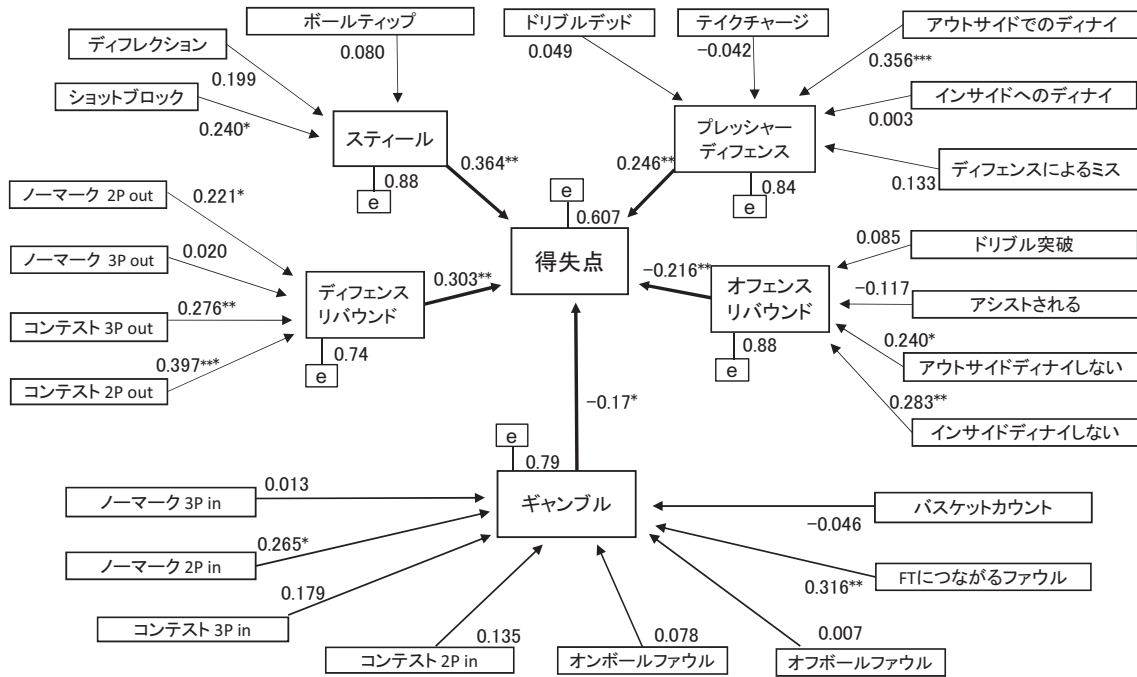 ボールティップ
0.080
ディフレクション
0.199
ショットブロック
0.240*
スティール
0.88
e
0.364**
ドリブルデッド
0.049
テイクチャージ
−0.042
アウトサイドでのディナイ
0.356***
インサイドへのディナイ
0.003
ディフェンスによるミス
0.133
プレッシャー
ディフェンス
0.84
e
0.246**
e
0.607
得失点
ノーマーク 2P out
0.221*
ノーマーク 3P out
0.020
コンテスト 3P out
0.276**
コンテスト 2P out
0.397***
ディフェンス
リバウンド
0.74
e
0.303**
ドリブル突破
0.085
アシストされる
−0.117
アウトサイドディナイしない
0.240*
インサイドディナイしない
0.283**
オフェンス
リバウンド
0.88
e
−0.216**
−0.17*
e
0.79
ギャンブル
ノーマーク 3P in
0.013
ノーマーク 2P in
0.265*
コンテスト 3P in
0.179
コンテスト 2P in
0.135
オンボールファウル
0.078
オフボールファウル
0.007
FTにつながるファウル
0.316**
バスケットカウント
−0.046